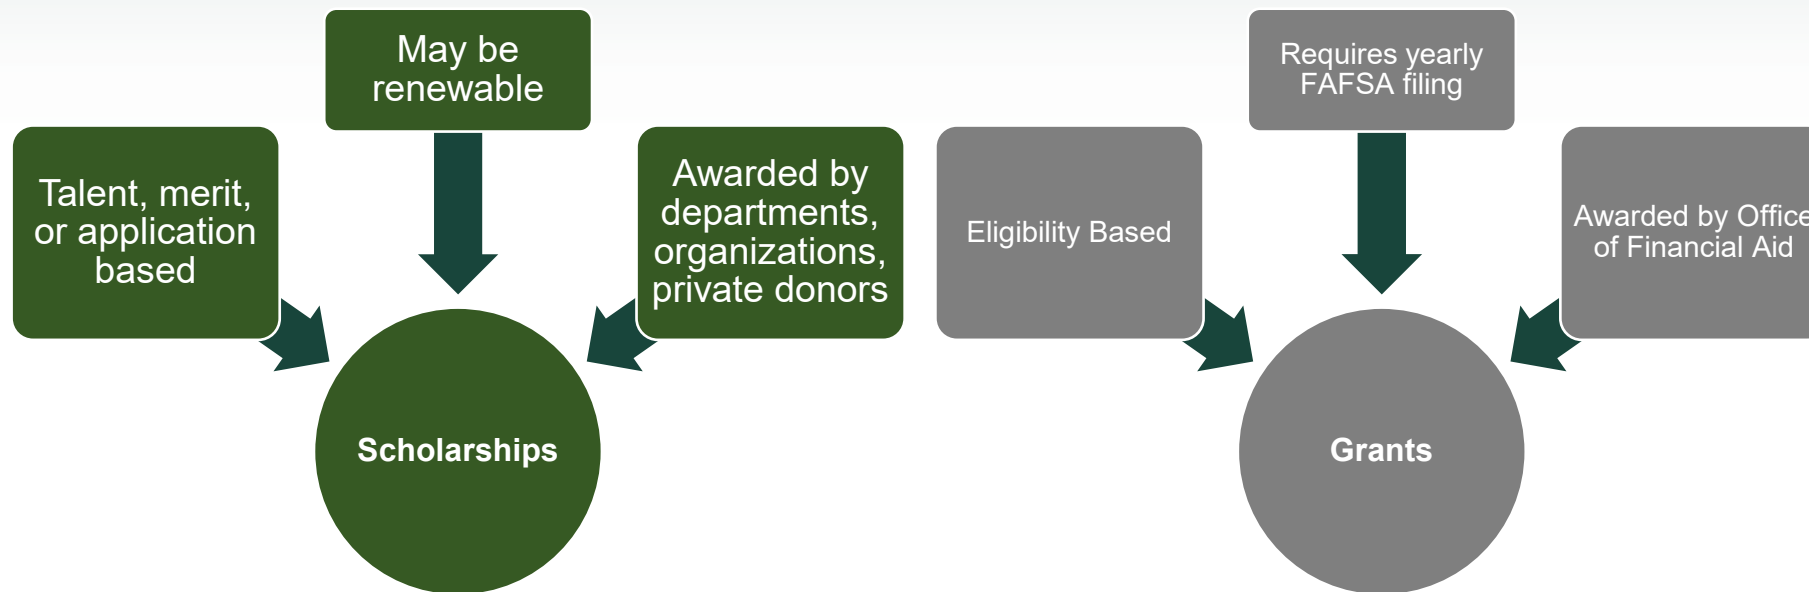 May be
renewable
Talent, merit,
or application
based
Awarded by
departments,
organizations,
private donors
Scholarships
Requires yearly
FAFSA filing
Eligibility Based
Awarded by Office
of Financial Aid
Grants